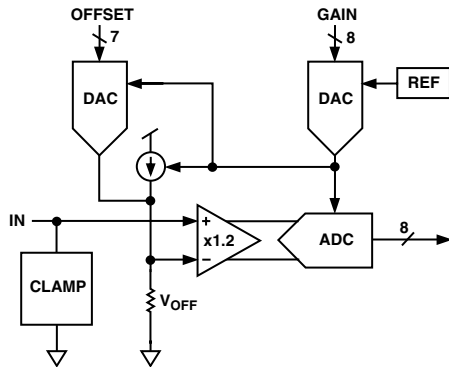 OFFSET
GAIN
7
8
DAC
DAC
REF
IN
+
x1.2
−
ADC
8
CLAMP
VOFF